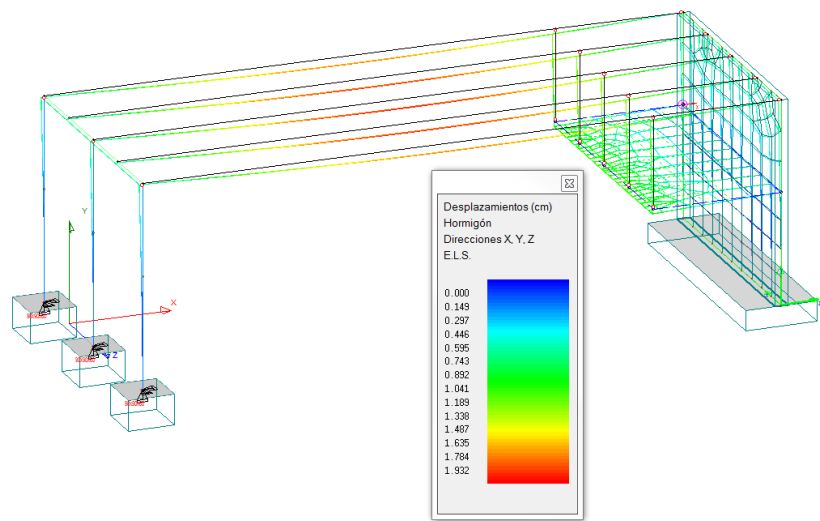 Y
X
Z
Desplazamientos (cm)
Hormigón
Direcciones X, Y, Z
E.L.S.
0.000
0.149
0.297
0.446
0.595
0.743
0.892
1.041
1.189
1.338
1.487
1.635
1.784
1.932